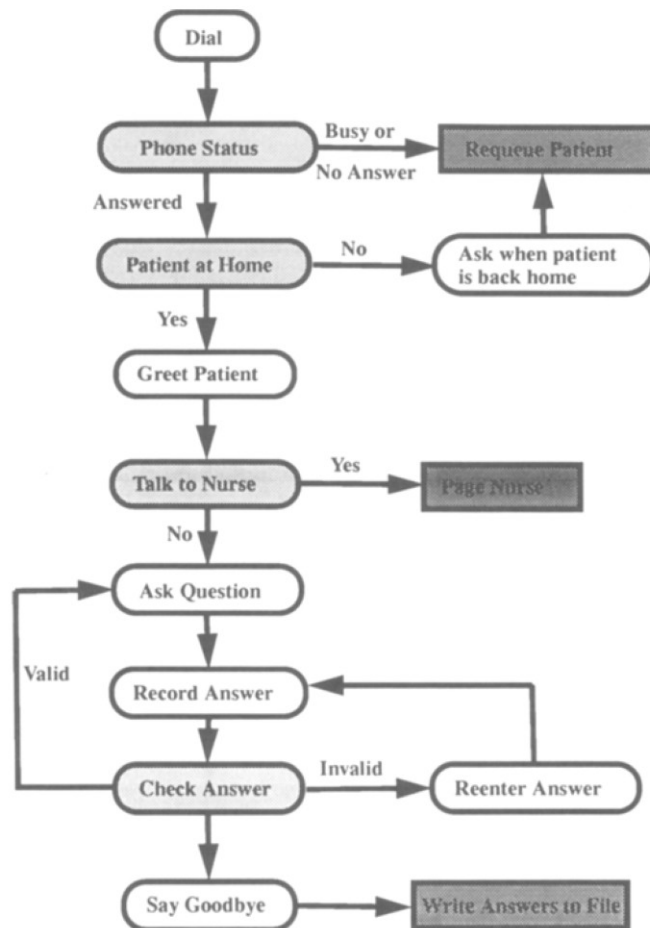 Dial
Phone Status
Busy or
No Answer
Requeue Patient
Answered
Patient at Home
No
Ask when patient
is back home
Yes
Greet Patient
Talk to Nurse
Yes
Page Nurse
No
Ask Question
Valid
Record Answer
Check Answer
Invalid
Reenter Answer
Say Goodbye
Write Answers to File